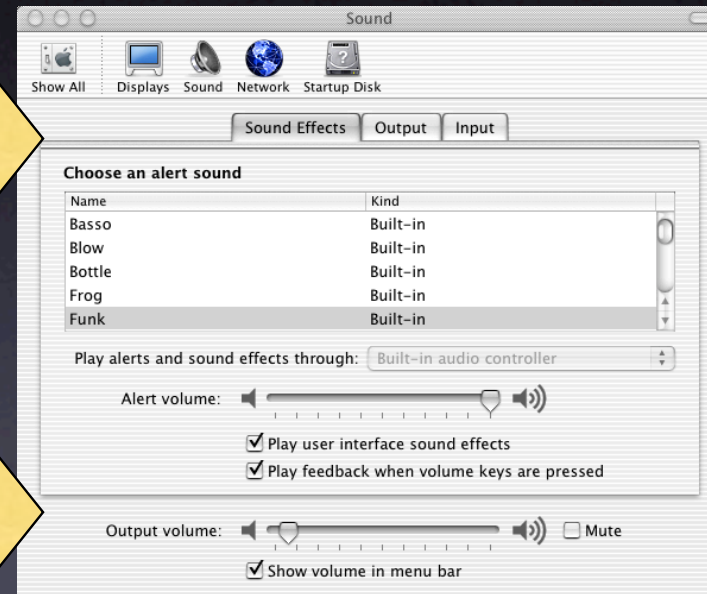 Sound
Show All Displays Sound Network Startup Disk
Sound Effects Output Input
Choose an alert sound
Name Kind
Basso Built-in
Blow Built-in
Bottle Built-in
Frog Built-in
Funk Built-in
Play alerts and sound effects through: Built-in audio controller
Alert volume:
Play user interface sound effects
Play feedback when volume keys are pressed
Output volume: Mute
Show volume in menu bar